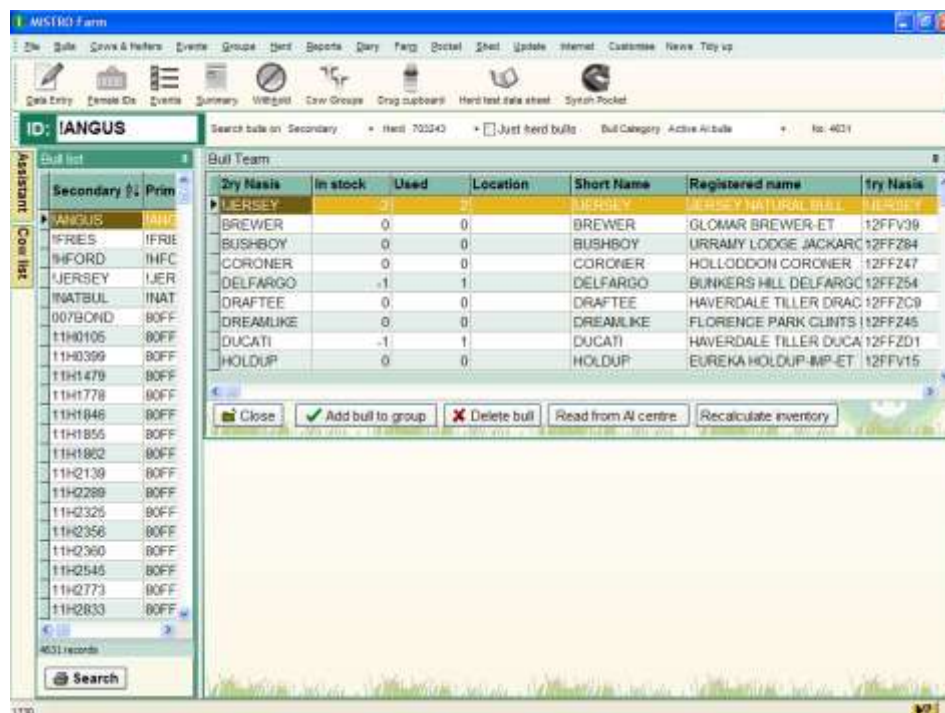 MISTRO Farm
File Bulls Cows & Heifers Events Groups Herd Reports Diary Farm Pocket Shed Update Internet Customise News Tidy up
Data Entry Female IDs Events Summary Withhold Cow Groups Drug cupboard Herd test data sheet Synch Pocket
ID: !ANGUS Search bulls on Secondary Herd 703243 Just herd bulls Bull Category Active AI bulls No. 4631
Assistant
Cow list
Bull list
Secondary Prim
!ANGUS !ANG
!FRIES !FRIE
!HFORD !HFC
!JERSEY !JER
!NATBUL !NAT
007BOND 80FF
11H0105 80FF
11H0399 80FF
11H1479 80FF
11H1778 80FF
11H1846 80FF
11H1855 80FF
11H1862 80FF
11H2139 80FF
11H2289 80FF
11H2325 80FF
11H2356 80FF
11H2360 80FF
11H2545 80FF
11H2773 80FF
11H2833 80FF
4631 records
Search
Bull Team
2ry Nasis In stock Used Location Short Name Registered name 1ry Nasis
!JERSEY -2 2 !JERSEY JERSEY NATURAL BULL !JERSEY
BREWER 0 0 BREWER GLOMAR BREWER-ET 12FFV39
BUSHBOY 0 0 BUSHBOY URRAMY LODGE JACKARO 12FFZ84
CORONER 0 0 CORONER HOLLODDON CORONER 12FFZ47
DELFARGO -1 1 DELFARGO BUNKERS HILL DELFARGO 12FFZ54
DRAFTEE 0 0 DRAFTEE HAVERDALE TILLER DRAC 12FFZC9
DREAMLIKE 0 0 DREAMLIKE FLORENCE PARK CLINTS 12FFZ45
DUCATI -1 1 DUCATI HAVERDALE TILLER DUCA 12FFZD1
HOLDUP 0 0 HOLDUP EUREKA HOLDUP-IMP-ET 12FFV15
Close Add bull to group Delete bull Read from AI centre Recalculate inventory